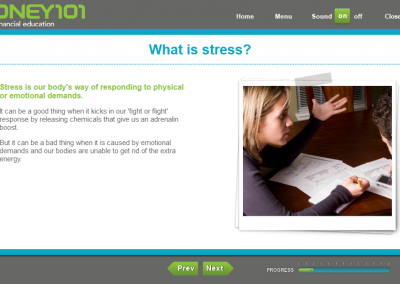 ONEY101
nancial education
Home Menu Sound on off Close
What is stress?
Stress is our body's way of responding to physical
or emotional demands.
It can be a good thing when it kicks in our 'fight or flight'
response by releasing chemicals that give us an adrenalin
boost.
But it can be a bad thing when it is caused by emotional
demands and our bodies are unable to get rid of the extra
energy.
Prev Next
PROGRESS